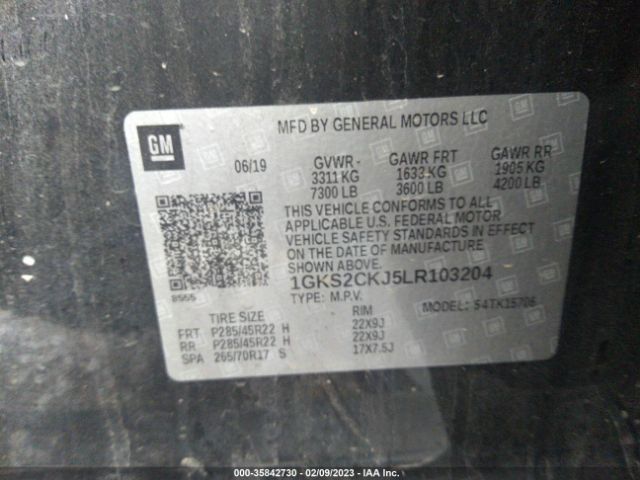 GM
MFD BY GENERAL MOTORS LLC
06/19 GVWR - GAWR FRT GAWR RR
3311 KG 1633 KG 1905 KG
7300 LB 3600 LB 4200 LB
THIS VEHICLE CONFORMS TO ALL
APPLICABLE U.S. FEDERAL MOTOR
VEHICLE SAFETY STANDARDS IN EFFECT
ON THE DATE OF MANUFACTURE
SHOWN ABOVE.
1GKS2CKJ5LR103204
8555 TYPE: M.P.V. MODEL: 54TK15706
TIRE SIZE RIM
FRT P285/45R22 H 22X9J
RR P285/45R22 H 22X9J
SPA 265/70R17 S 17X7.5J
000-35842730 - 02/09/2023 - IAA Inc.